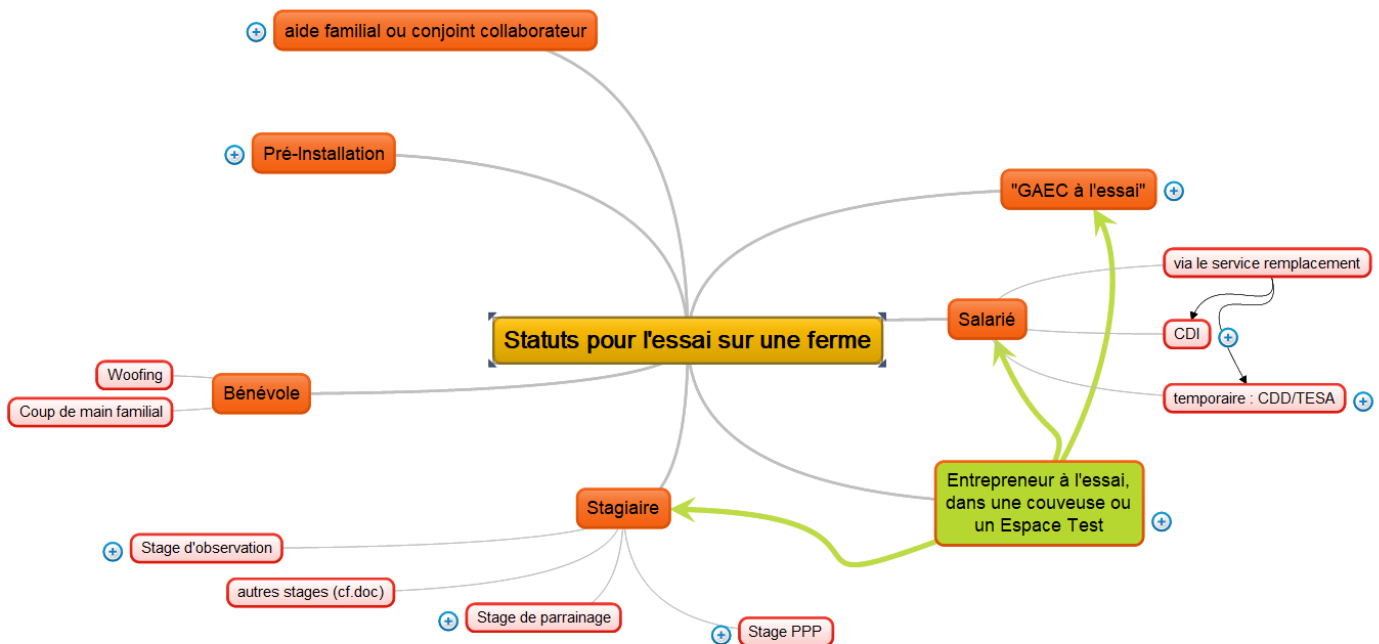 aide familial ou conjoint collaborateur
Pré-Installation
"GAEC à l'essai"
via le service remplacement
Salarié
CDI
Statuts pour l'essai sur une ferme
temporaire : CDD/TESA
Woofing
Bénévole
Coup de main familial
Entrepreneur à l'essai,
dans une couveuse ou
un Espace Test
Stagiaire
Stage d'observation
autres stages (cf.doc)
Stage de parrainage
Stage PPP